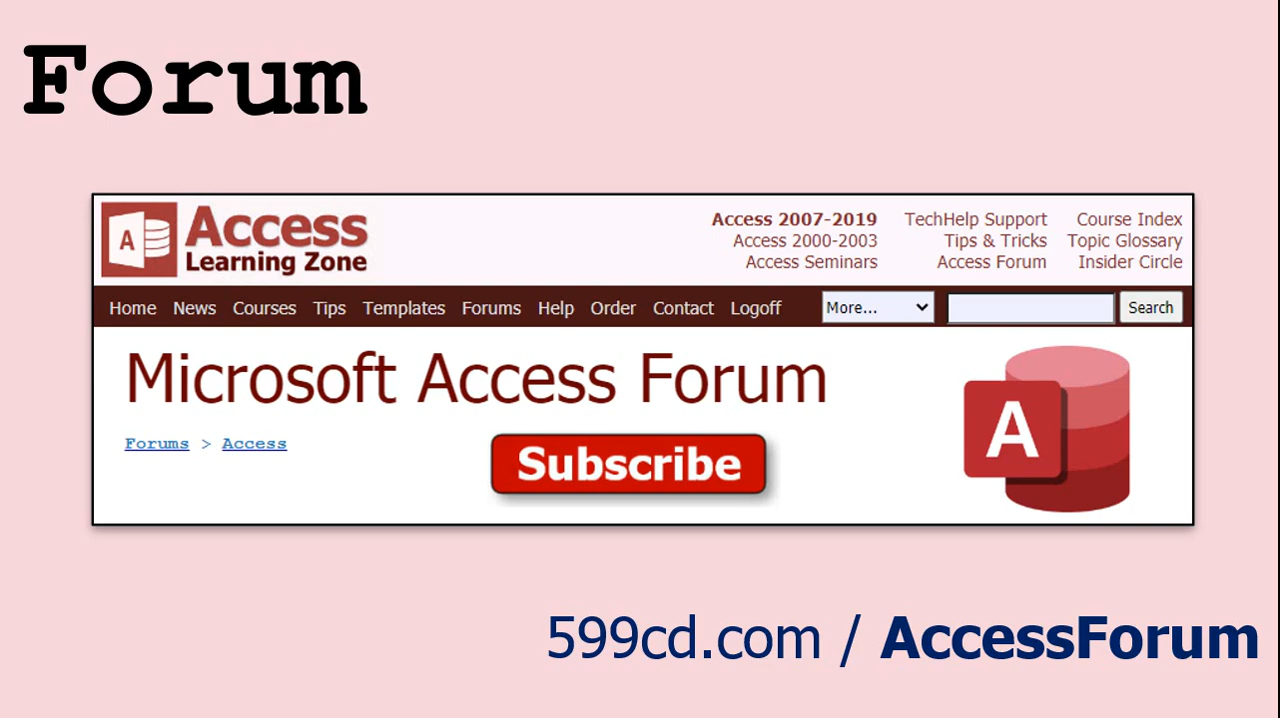 Forum
A Access
Learning Zone
Access 2007-2019 TechHelp Support Course Index
Access 2000-2003 Tips & Tricks Topic Glossary
Access Seminars Access Forum Insider Circle
Home News Courses Tips Templates Forums Help Order Contact Logoff More... Search
Microsoft Access Forum
A
Forums > Access
Subscribe
599cd.com / AccessForum